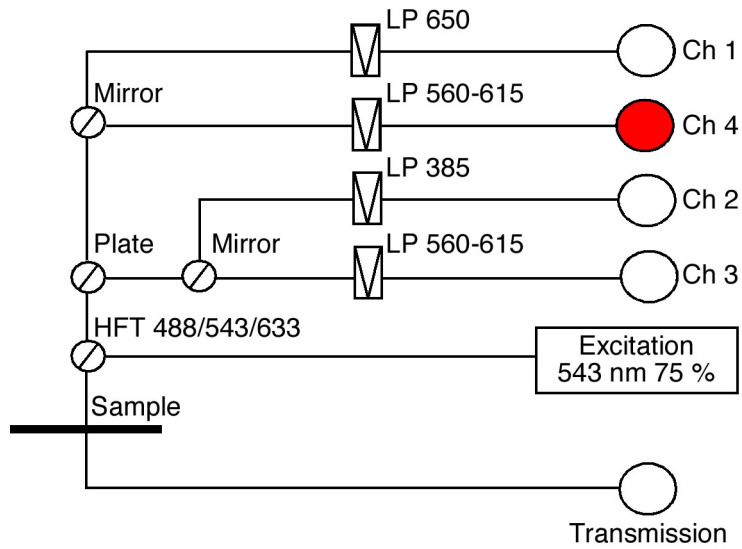 LP 650
Ch 1
Mirror
LP 560-615
Ch 4
LP 385
Ch 2
Plate
Mirror
LP 560-615
Ch 3
HFT 488/543/633
Excitation
543 nm 75 %
Sample
Transmission